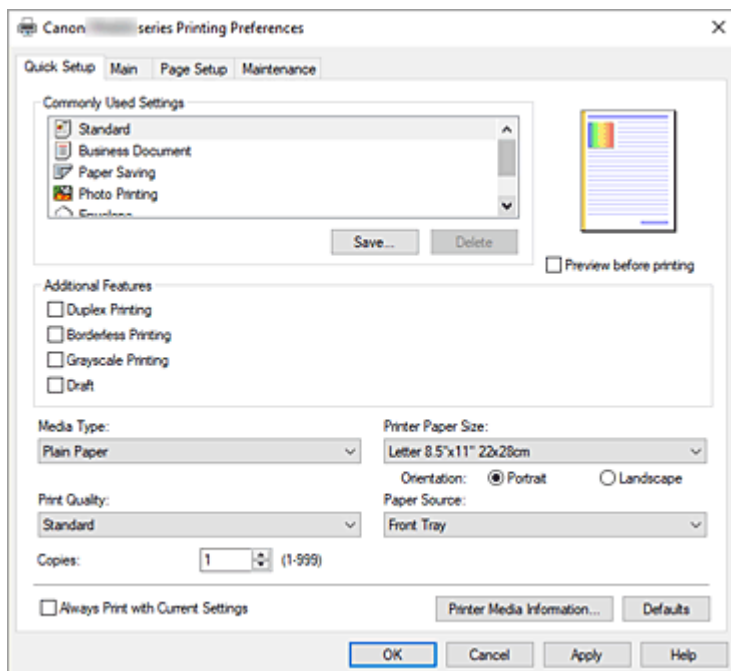 Canon series Printing Preferences
Quick Setup Main Page Setup Maintenance
Commonly Used Settings
Standard
Business Document
Paper Saving
Photo Printing
Envelope
Save... Delete
Preview before printing
Additional Features
Duplex Printing
Borderless Printing
Grayscale Printing
Draft
Media Type: Printer Paper Size:
Plain Paper Letter 8.5"x11" 22x28cm
Orientation: Portrait Landscape
Print Quality: Paper Source:
Standard Front Tray
Copies: 1 (1-999)
Always Print with Current Settings Printer Media Information... Defaults
OK Cancel Apply Help